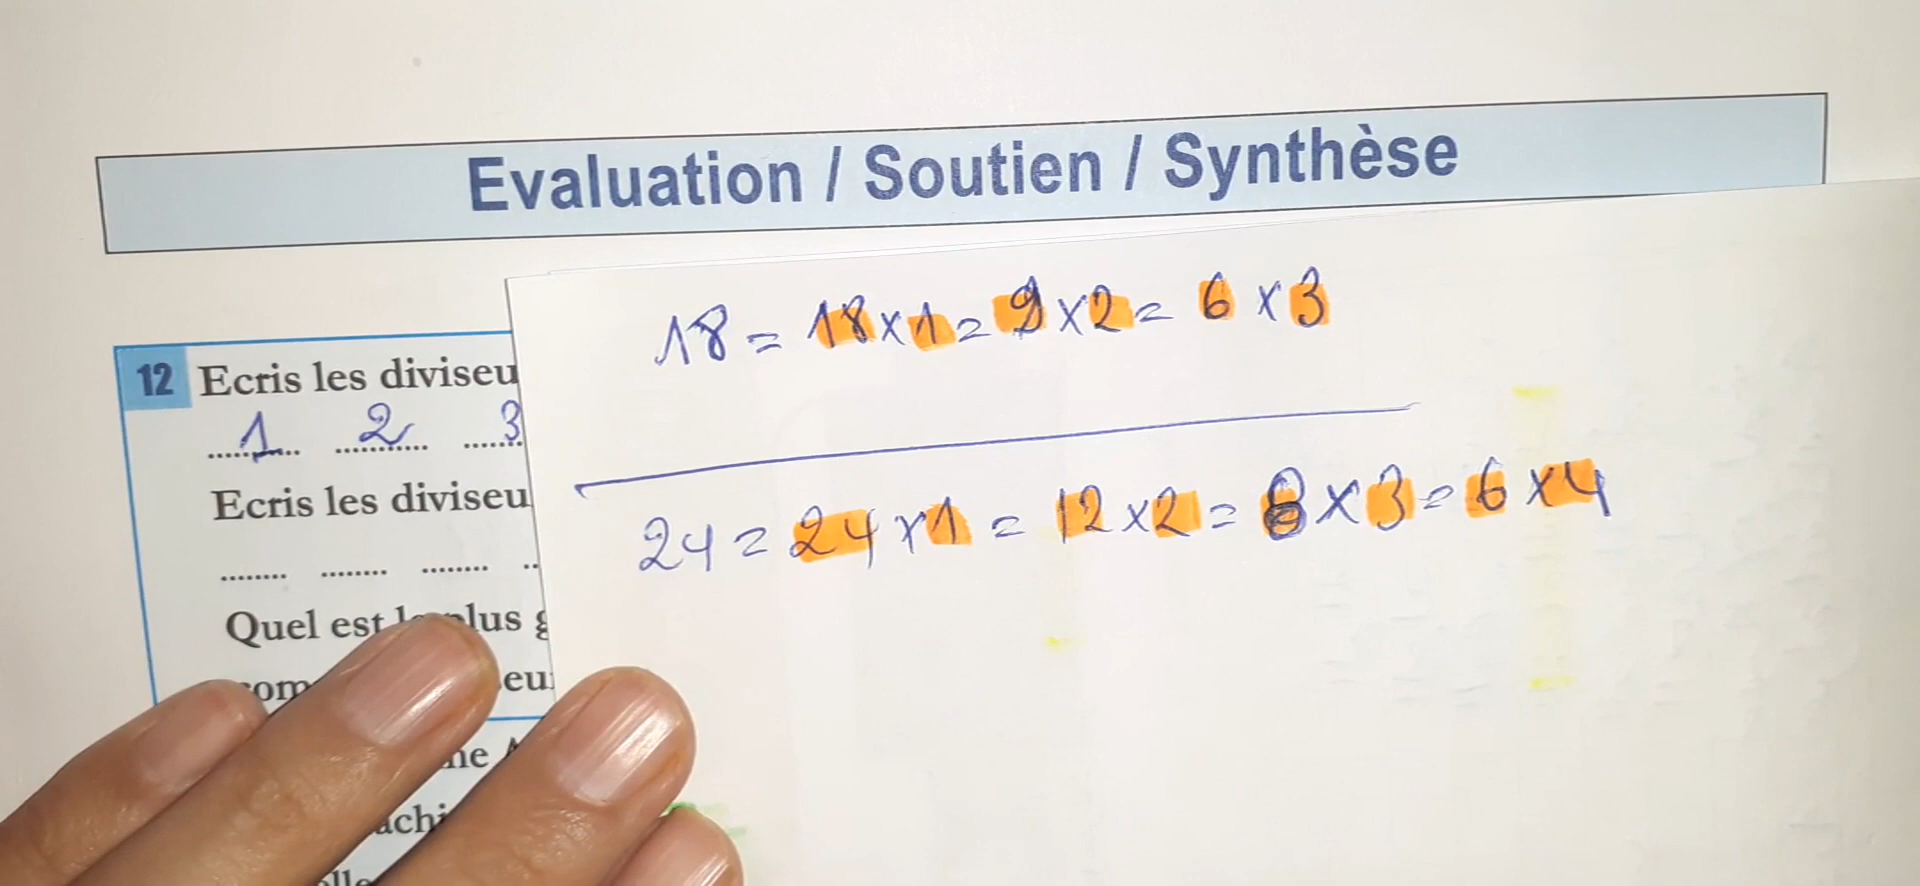 Evaluation / Soutien / Synthèse
18 = 18 x 1 = 9 x 2 = 6 x 3
12 Ecris les diviseu
1 2 3
24 = 24 x 1 = 12 x 2 = 8 x 3 = 6 x 4
Ecris les diviseu
Quel est plus g